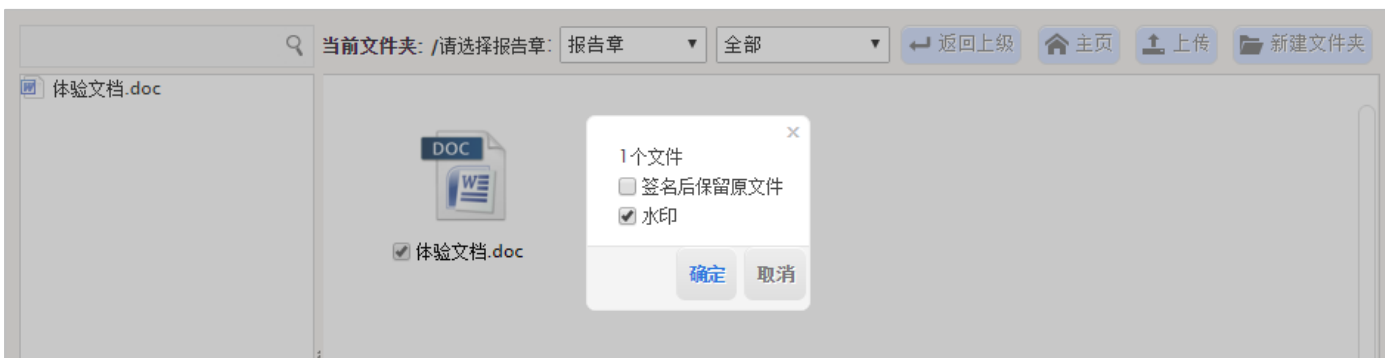 当前文件夹: /请选择报告章: 报告章 全部 返回上级 主页 上传 新建文件夹
体验文档.doc
DOC
W
体验文档.doc
×
1个文件
签名后保留原文件
水印
确定 取消